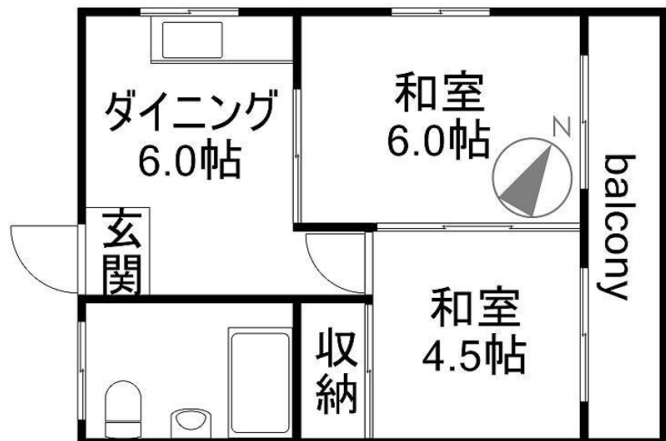 ダイニング
6.0帖
和室
6.0帖
N
balcony
玄関
和室
4.5帖
収納